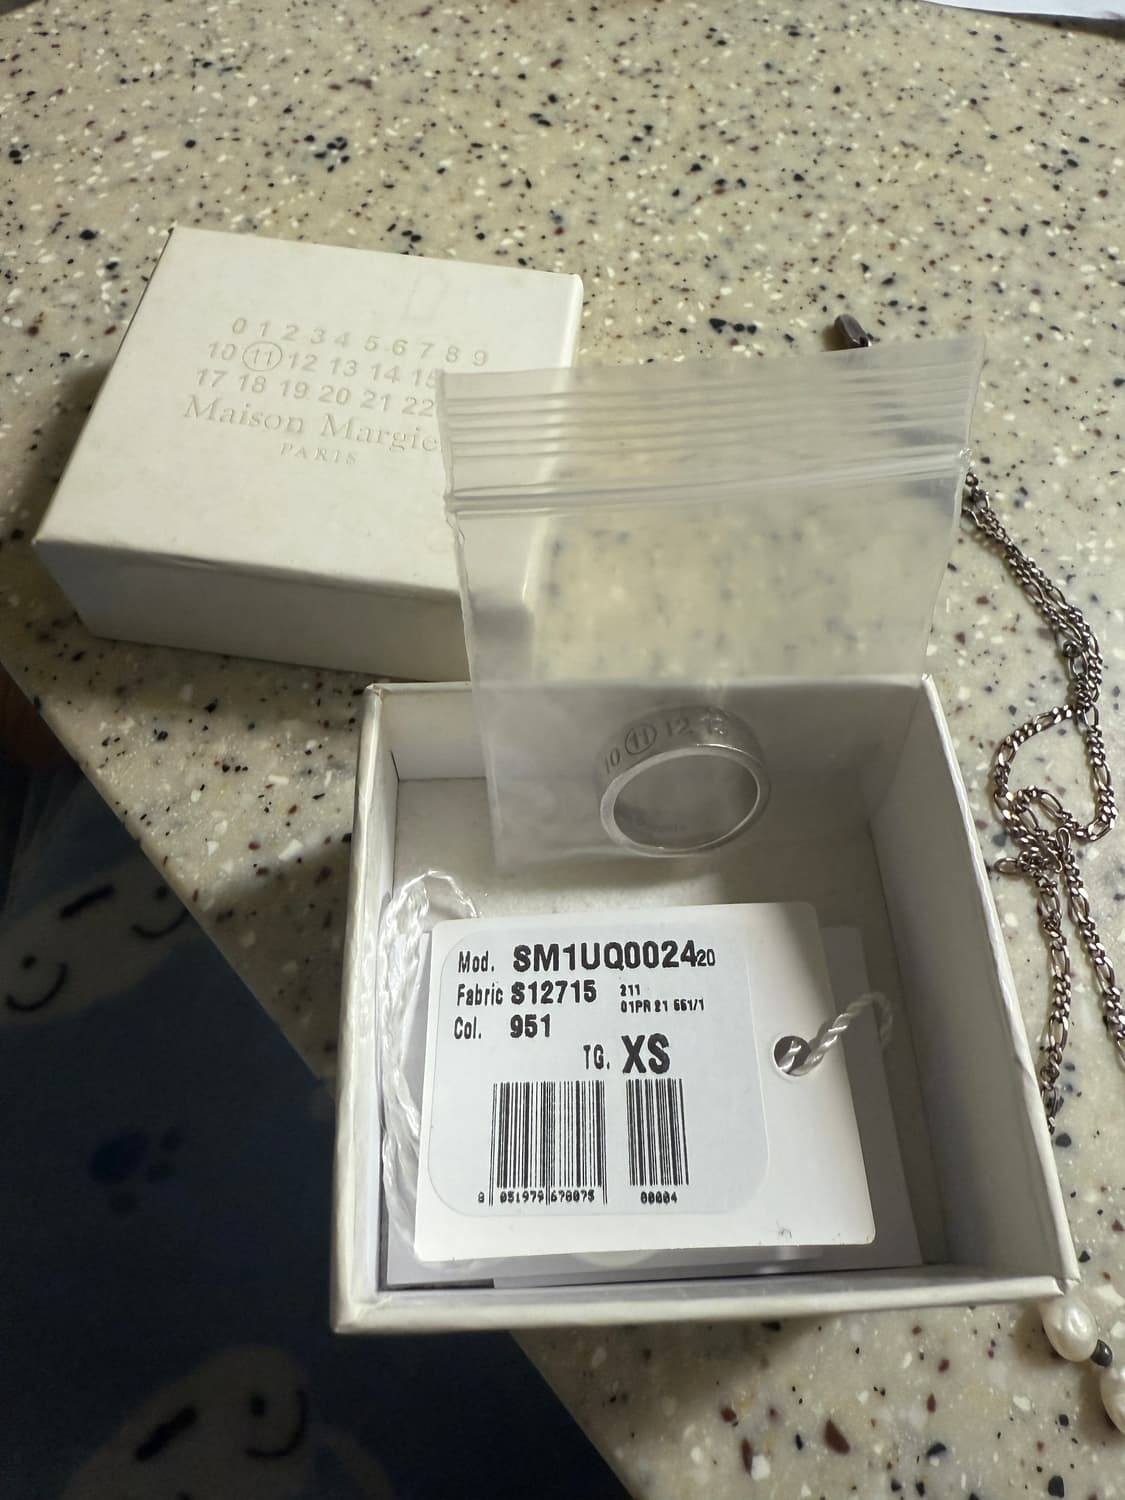 0 1 2 3 4 5 6 7 8 9
10 11 12 13 14 15
17 18 19 20 21 22
Maison Margie
PARIS
10 11 12 13
Mod. SM1UQ0024 20
Fabric S12715 211
01PR 21 661/1
Col. 951
TG. XS
8 051979 678075 00004